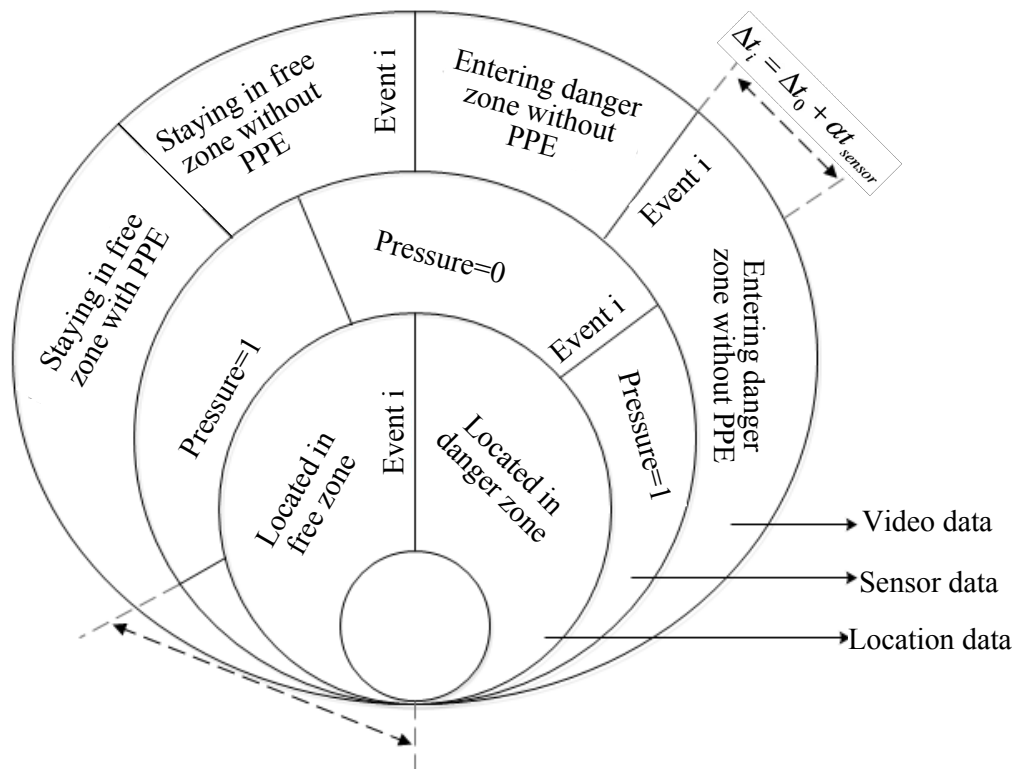 Staying in free
zone without
PPE
Event i
Entering danger
zone without
PPE
Δt_i = Δt_0 + αt_sensor
Event i
Staying in free
zone with PPE
Entering danger
zone without PPE
Pressure=1
Pressure=0
Event i
Pressure=1
Located in
free zone
Event i
Located in
danger zone
Video data
Sensor data
Location data